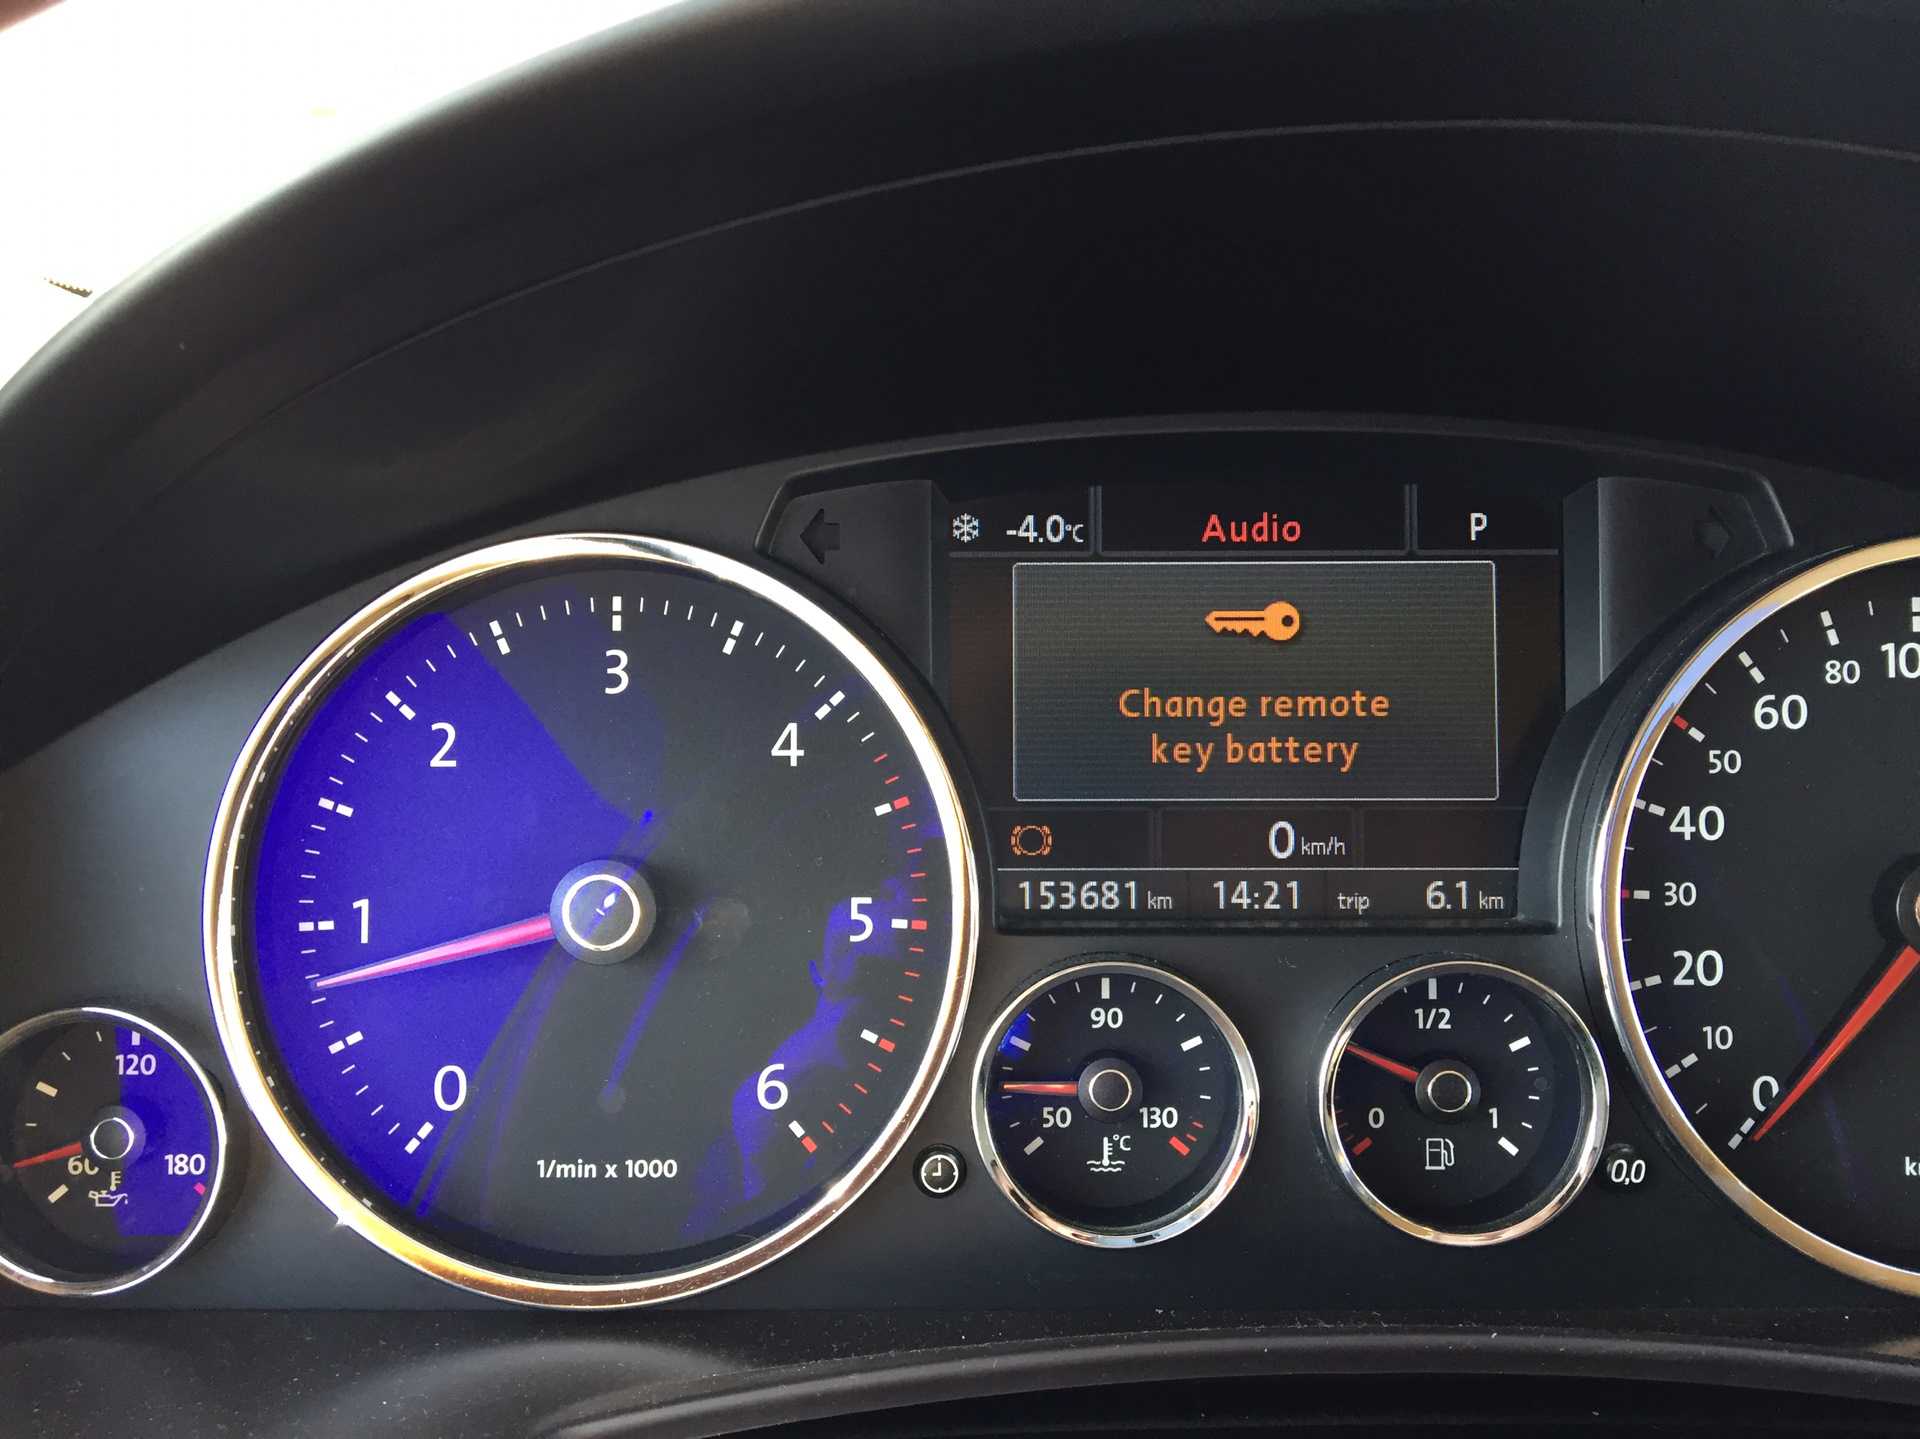 -4.0°C
Audio
P
Change remote
key battery
0 km/h
153681 km
14:21
trip 6.1 km
0
1
2
3
4
5
6
1/min x 1000
60
120
180
50
90
130
°C
0
1/2
1
0,0
0
10
20
30
40
50
60
80